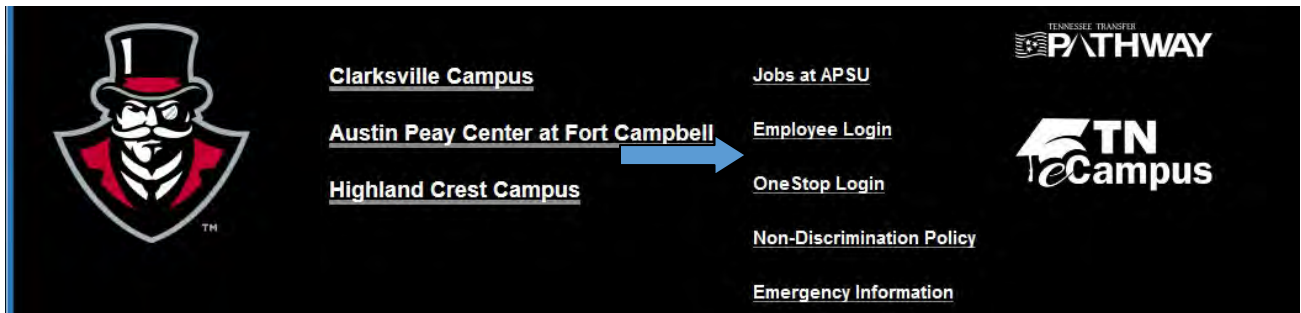 TM
Clarksville Campus
Austin Peay Center at Fort Campbell
Highland Crest Campus
Jobs at APSU
Employee Login
OneStop Login
Non-Discrimination Policy
Emergency Information
TENNESSEE TRANSFER
PATHWAY
TN
eCampus